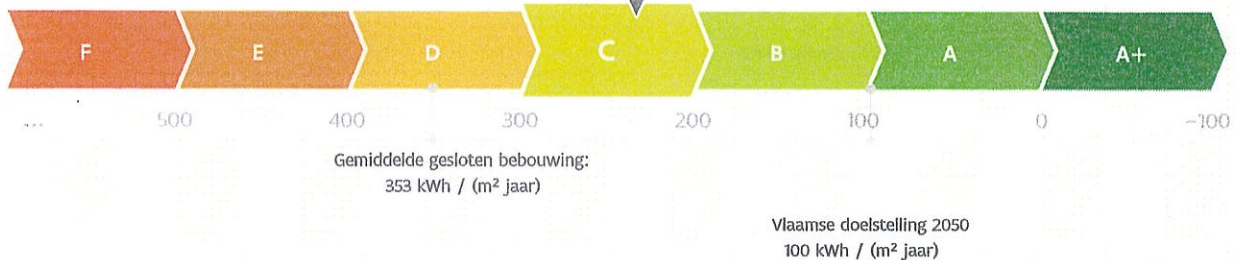 F E D C B A A+
... 500 400 300 200 100 0 -100
Gemiddelde gesloten bebouwing:
353 kWh / (m² jaar)
Vlaamse doelstelling 2050
100 kWh / (m² jaar)